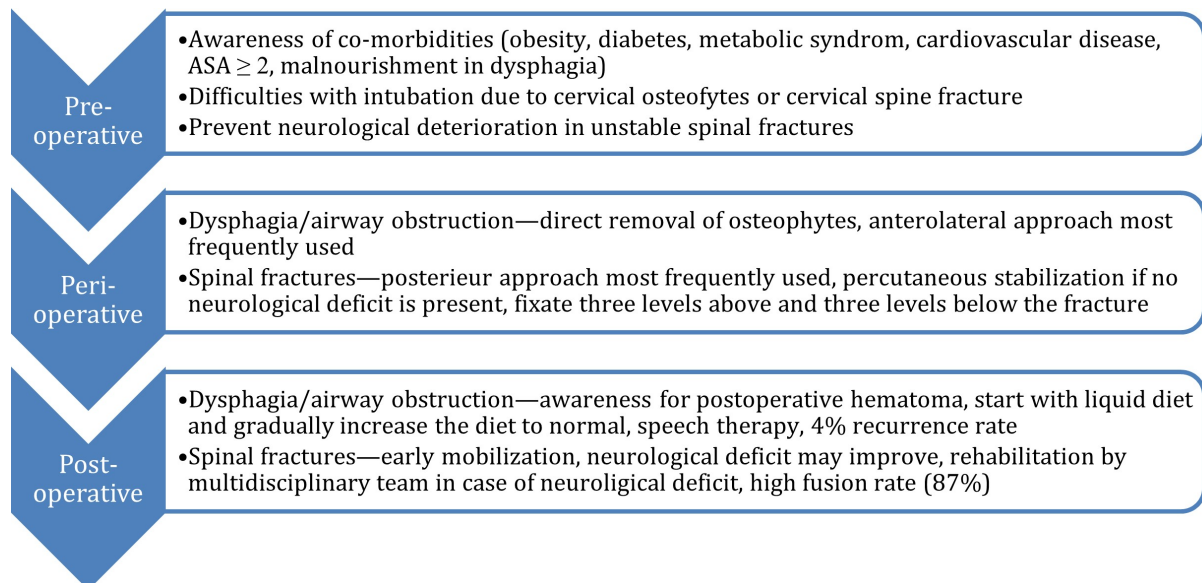 Pre-
operative
•Awareness of co-morbidities (obesity, diabetes, metabolic syndrom, cardiovascular disease,
ASA ≥ 2, malnourishment in dysphagia)
•Difficulties with intubation due to cervical osteofytes or cervical spine fracture
•Prevent neurological deterioration in unstable spinal fractures
Peri-
operative
•Dysphagia/airway obstruction—direct removal of osteophytes, anterolateral approach most
frequently used
•Spinal fractures—posterieur approach most frequently used, percutaneous stabilization if no
neurological deficit is present, fixate three levels above and three levels below the fracture
Post-
operative
•Dysphagia/airway obstruction—awareness for postoperative hematoma, start with liquid diet
and gradually increase the diet to normal, speech therapy, 4% recurrence rate
•Spinal fractures—early mobilization, neurological deficit may improve, rehabilitation by
multidisciplinary team in case of neuroligical deficit, high fusion rate (87%)